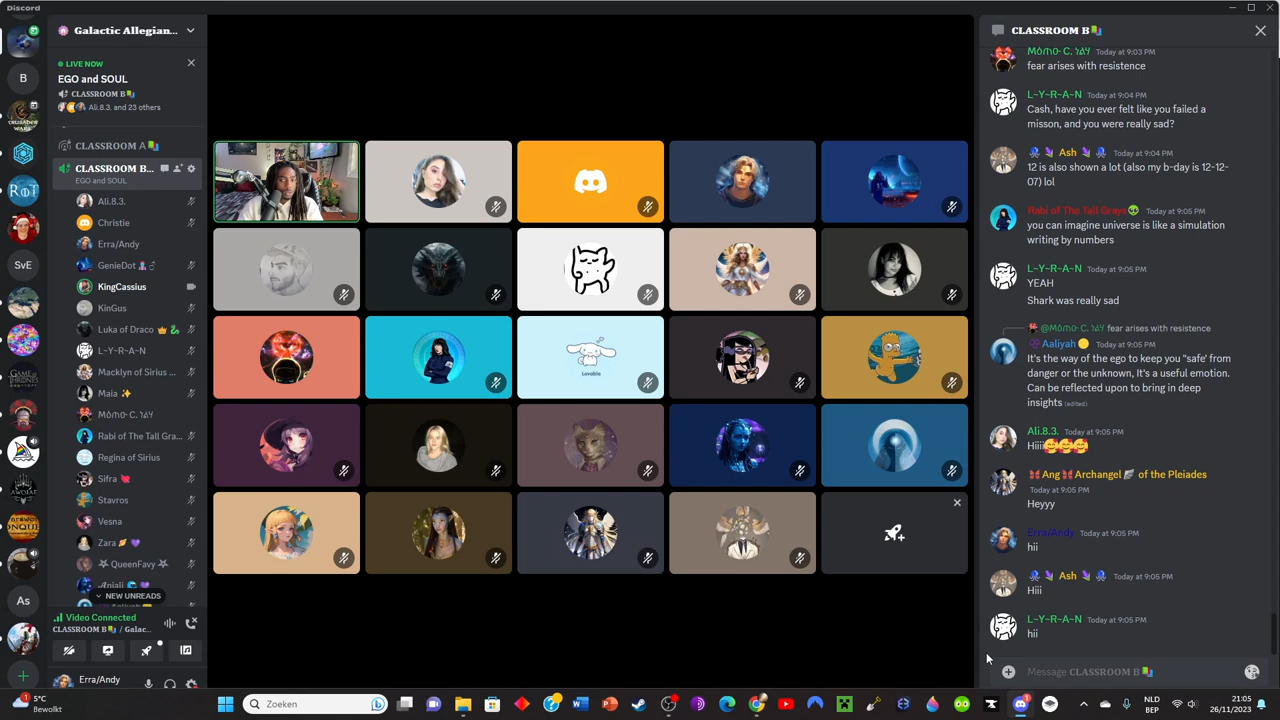 Discord
Galactic Allegian...
LIVE NOW
EGO and SOUL
CLASSROOM B
Ali.8.3. and 23 others
CLASSROOM A
CLASSROOM B...
EGO and SOUL
Ali.8.3.
Christie
Erra/Andy
GenieDot
KingCassius
KinGus
Luka of Draco
L~Y~R~A~N
Macklyn of Sirius ...
Maia
Rabi of The Tall Gra...
Regina of Sirius
Sifra
Stavros
Vesna
Zara
QueenFavy
Anjali
NEW UNREADS
Video Connected
CLASSROOM B / Galac...
Erra/Andy
B
SvE
GAME OF THRONES
As
Lovable
CLASSROOM B
Today at 9:03 PM
fear arises with resistence
L~Y~R~A~N Today at 9:04 PM
Cash, have you ever felt like you failed a
misson, and you were really sad?
Ash Today at 9:04 PM
12 is also shown a lot (also my b-day is 12-12-
07) lol
Rabi of The Tall Grays Today at 9:05 PM
you can imagine universe is like a simulation
writing by numbers
L~Y~R~A~N Today at 9:05 PM
YEAH
Shark was really sad
fear arises with resistence
Aaliyah Today at 9:05 PM
It's the way of the ego to keep you "safe' from
danger or the unknown, It's a useful emotion.
Can be reflected upon to bring in deep
insights (edited)
Ali.8.3. Today at 9:05 PM
Hiii
Ang Archangel of the Pleiades
Today at 9:05 PM
Heyyy
Erra/Andy Today at 9:05 PM
hii
Ash Today at 9:05 PM
Hiii
L~Y~R~A~N Today at 9:05 PM
hii
Message CLASSROOM B
5°C
Bewolkt
Zoeken
NLD
BEP
21:05
26/11/2023